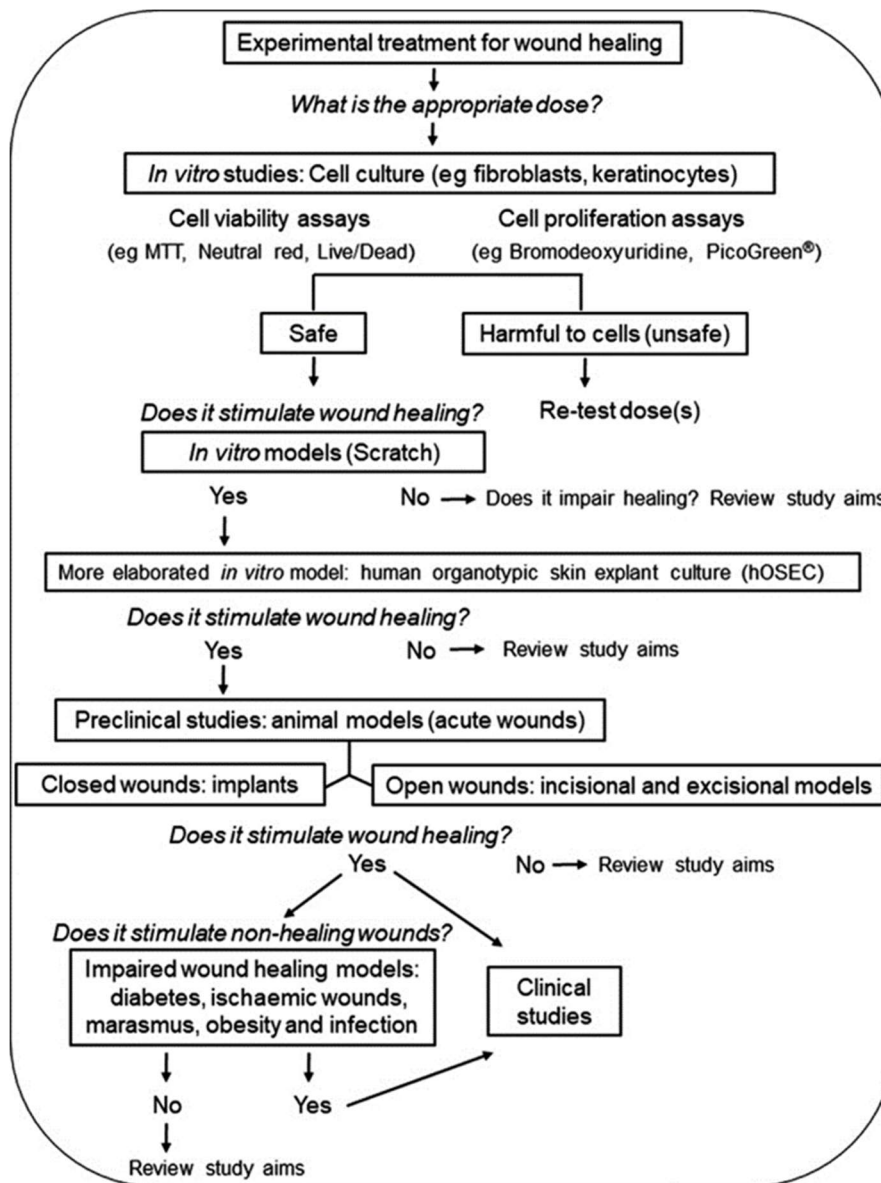 Experimental treatment for wound healing
What is the appropriate dose?
In vitro studies: Cell culture (eg fibroblasts, keratinocytes)
Cell viability assays
(eg MTT, Neutral red, Live/Dead)
Cell proliferation assays
(eg Bromodeoxyuridine, PicoGreen®)
Safe
Harmful to cells (unsafe)
Re-test dose(s)
Does it stimulate wound healing?
In vitro models (Scratch)
Yes
No
Does it impair healing? Review study aims
More elaborated in vitro model: human organotypic skin explant culture (hOSEC)
Does it stimulate wound healing?
Yes
No
Review study aims
Preclinical studies: animal models (acute wounds)
Closed wounds: implants
Open wounds: incisional and excisional models
Does it stimulate wound healing?
Yes
No
Review study aims
Does it stimulate non-healing wounds?
Impaired wound healing models:
diabetes, ischaemic wounds,
marasmus, obesity and infection
Clinical
studies
No
Yes
Review study aims